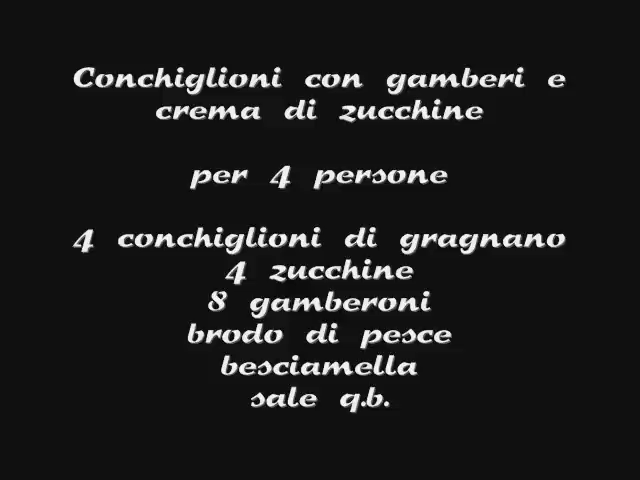 Conchiglioni con gamberi e
crema di zucchine
per 4 persone
4 conchiglioni di gragnano
4 zucchine
8 gamberoni
brodo di pesce
besciamella
sale q.b.